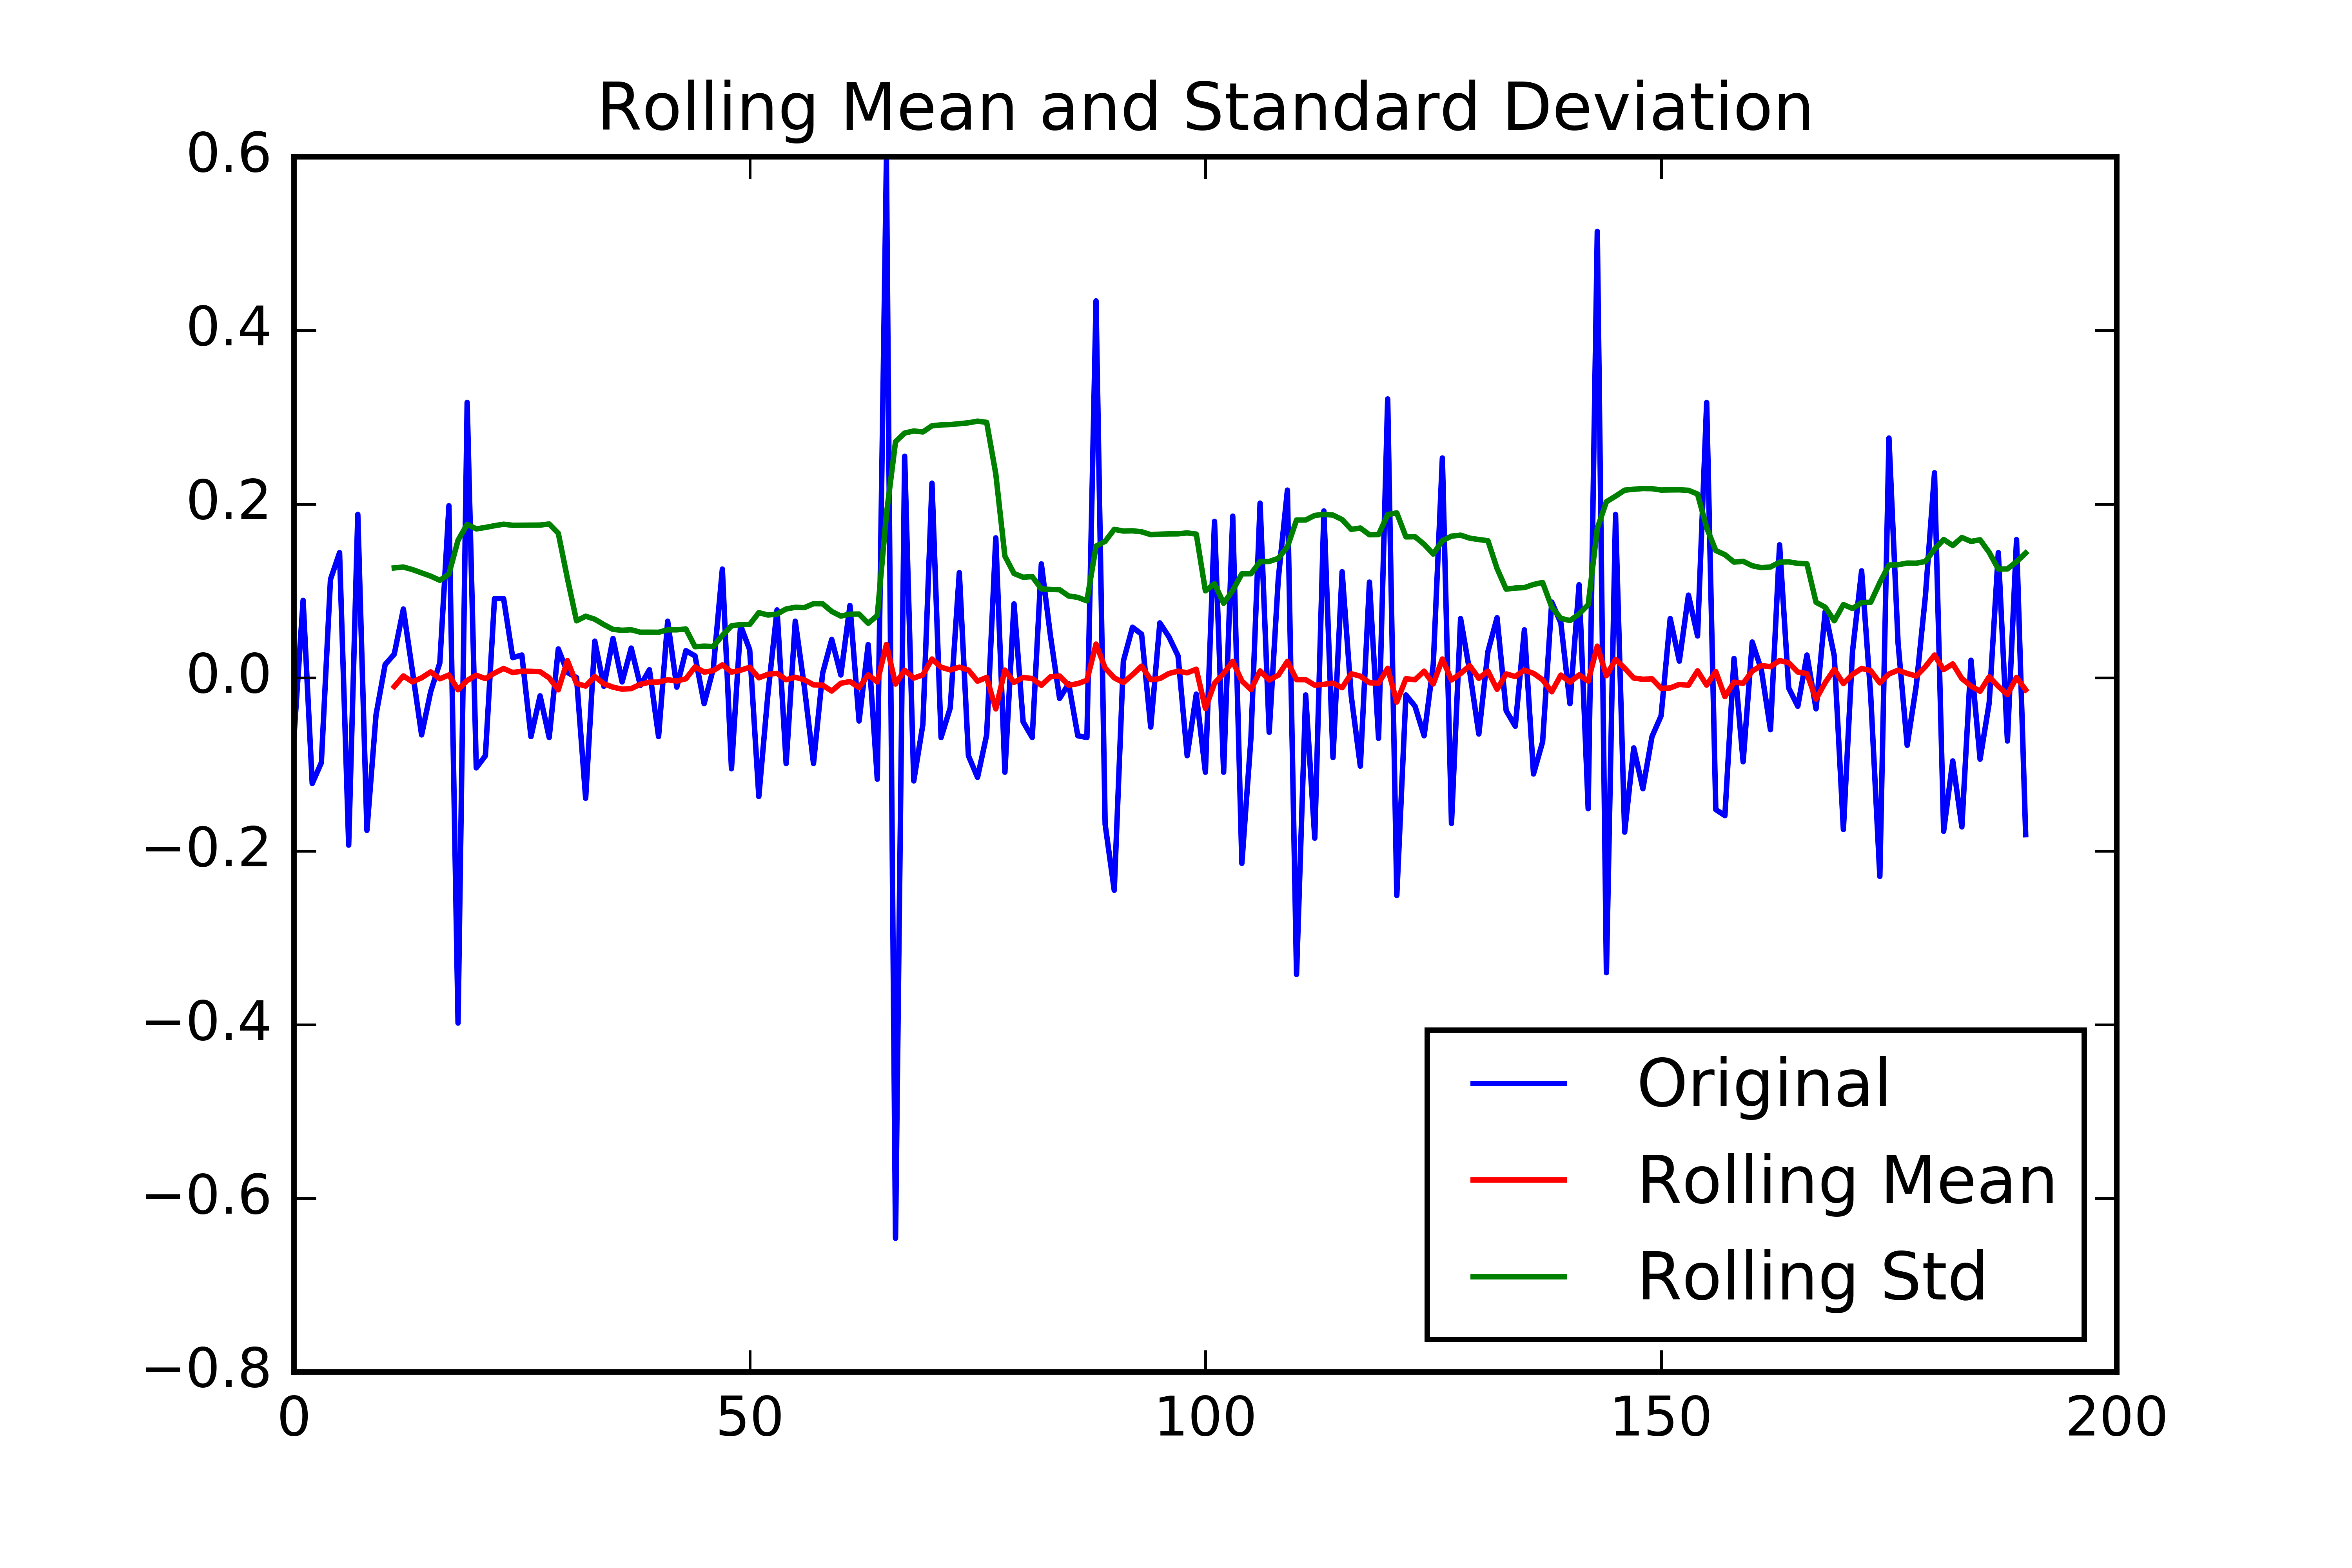 Rolling Mean and Standard Deviation
0.6
0.4
0.2
0.0
−0.2
−0.4
−0.6
−0.8
0 50 100 150 200
Original
Rolling Mean
Rolling Std